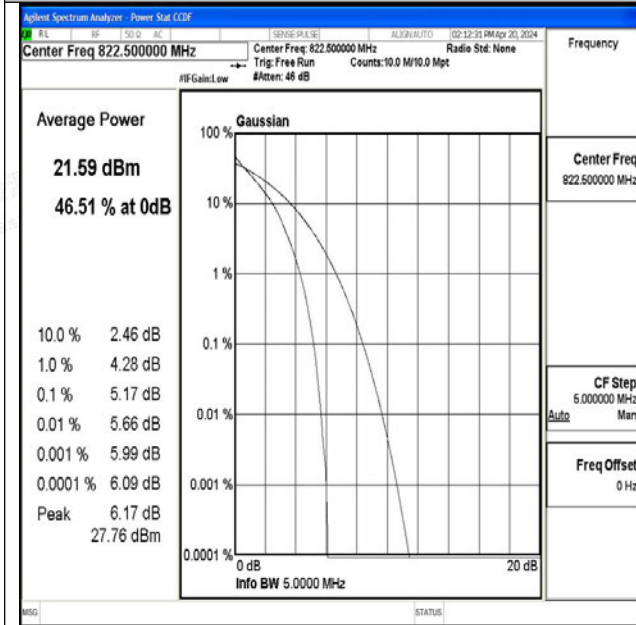 Agilent Spectrum Analyzer - Power Stat CCDF
RL RF 50 Ω AC SENSE:PULSE ALIGNAUTO 02:12:31 PM Apr 20, 2024
Center Freq 822.500000 MHz
Center Freq: 822.500000 MHz Radio Std: None
Trig: Free Run Counts:10.0 M/10.0 Mpt
#IFGain:Low #Atten: 46 dB
Frequency
Average Power
21.59 dBm
46.51 % at 0dB
10.0 % 2.46 dB
1.0 % 4.28 dB
0.1 % 5.17 dB
0.01 % 5.66 dB
0.001 % 5.99 dB
0.0001 % 6.09 dB
Peak 6.17 dB
27.76 dBm
Gaussian
100 %
10 %
1 %
0.1 %
0.01 %
0.001 %
0.0001 %
0 dB 20 dB
Info BW 5.0000 MHz
Center Freq
822.500000 MHz
CF Step
5.000000 MHz
Auto Man
Freq Offset
0 Hz
MSG STATUS